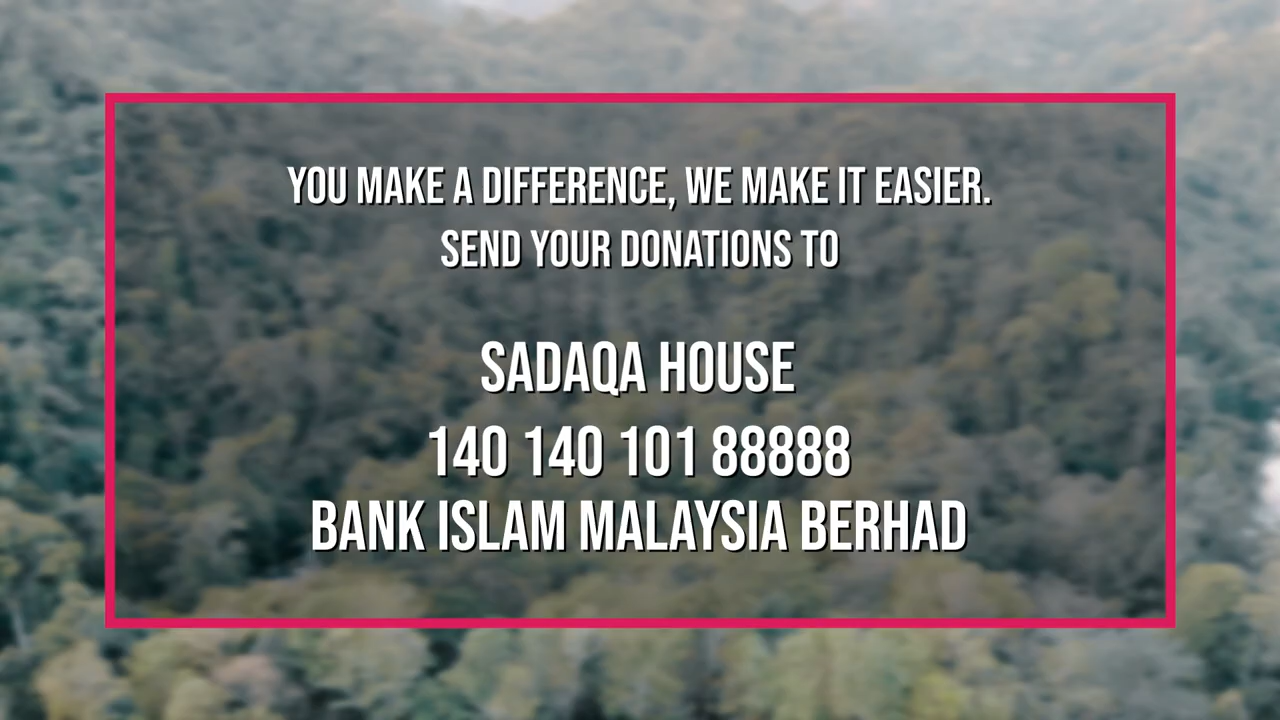 YOU MAKE A DIFFERENCE, WE MAKE IT EASIER.
SEND YOUR DONATIONS TO
SADAQA HOUSE
140 140 101 88888
BANK ISLAM MALAYSIA BERHAD